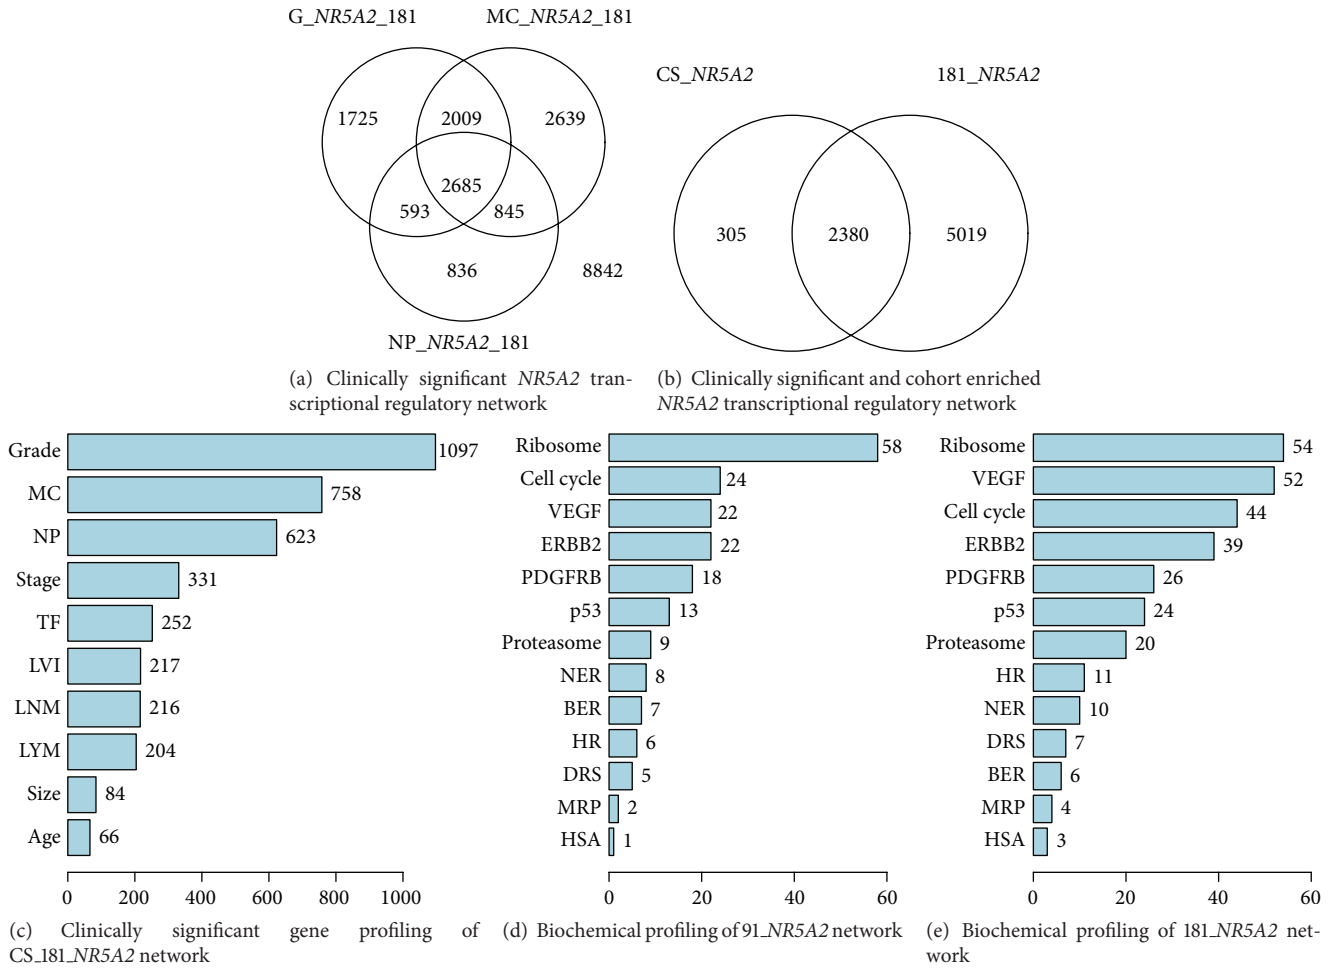 G_NR5A2_181
MC_NR5A2_181
1725
2009
2639
2685
593
845
836
8842
NP_NR5A2_181
(a) Clinically significant NR5A2 tran-
scriptional regulatory network
CS_NR5A2
181_NR5A2
305
2380
5019
(b) Clinically significant and cohort enriched
NR5A2 transcriptional regulatory network
Grade 1097
MC 758
NP 623
Stage 331
TF 252
LVI 217
LNM 216
LYM 204
Size 84
Age 66
0 200 400 600 800 1000
(c) Clinically significant gene profiling of
CS_181_NR5A2 network
Ribosome 58
Cell cycle 24
VEGF 22
ERBB2 22
PDGFRB 18
p53 13
Proteasome 9
NER 8
BER 7
HR 6
DRS 5
MRP 2
HSA 1
0 20 40 60
(d) Biochemical profiling of 91_NR5A2 network
Ribosome 54
VEGF 52
Cell cycle 44
ERBB2 39
PDGFRB 26
p53 24
Proteasome 20
HR 11
NER 10
DRS 7
BER 6
MRP 4
HSA 3
0 20 40 60
(e) Biochemical profiling of 181_NR5A2 net-
work